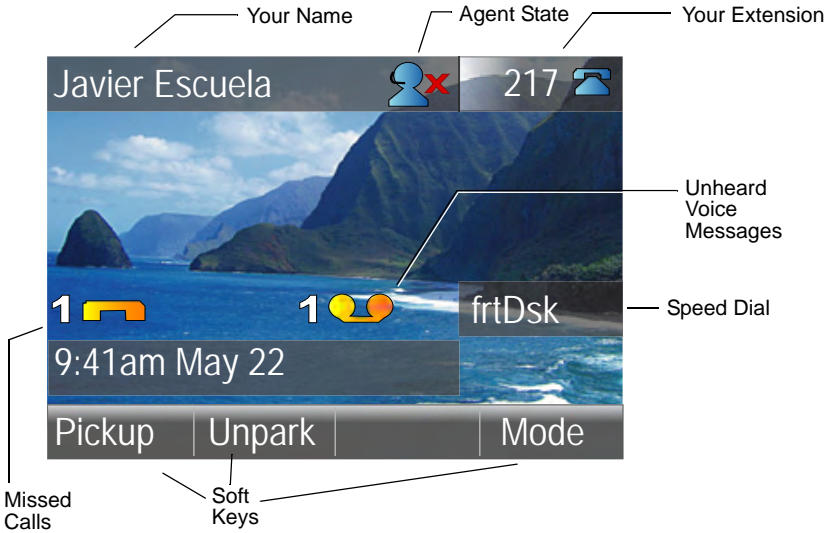 Your Name
Agent State
Your Extension
Javier Escuela
217
Unheard
Voice
Messages
1
1
frtDsk
Speed Dial
9:41am May 22
Pickup
Unpark
Mode
Missed
Calls
Soft
Keys